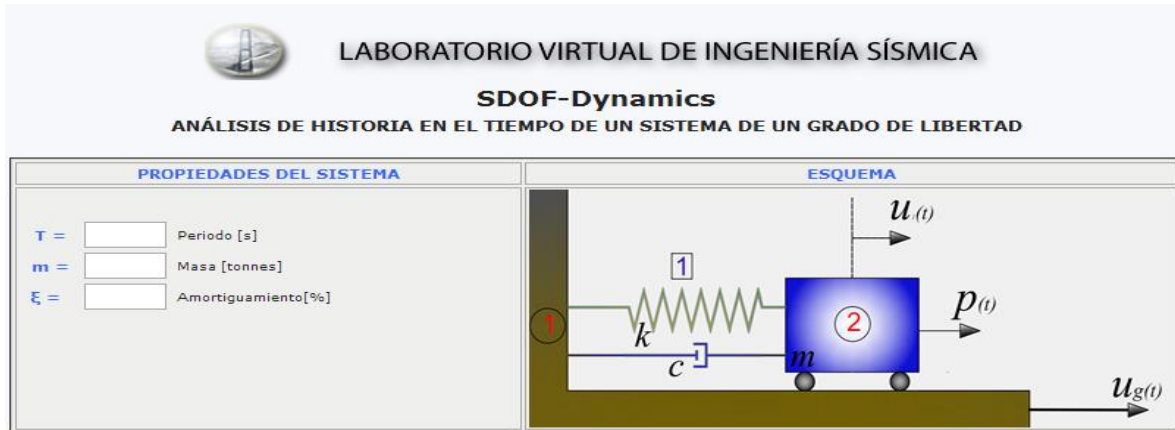 LABORATORIO VIRTUAL DE INGENIERÍA SÍSMICA
SDOF-Dynamics
ANÁLISIS DE HISTORIA EN EL TIEMPO DE UN SISTEMA DE UN GRADO DE LIBERTAD
PROPIEDADES DEL SISTEMA
T = Periodo [s]
m = Masa [tonnes]
ξ = Amortiguamiento[%]
ESQUEMA
u(t)
1
1
k
c
2
m
p(t)
ug(t)